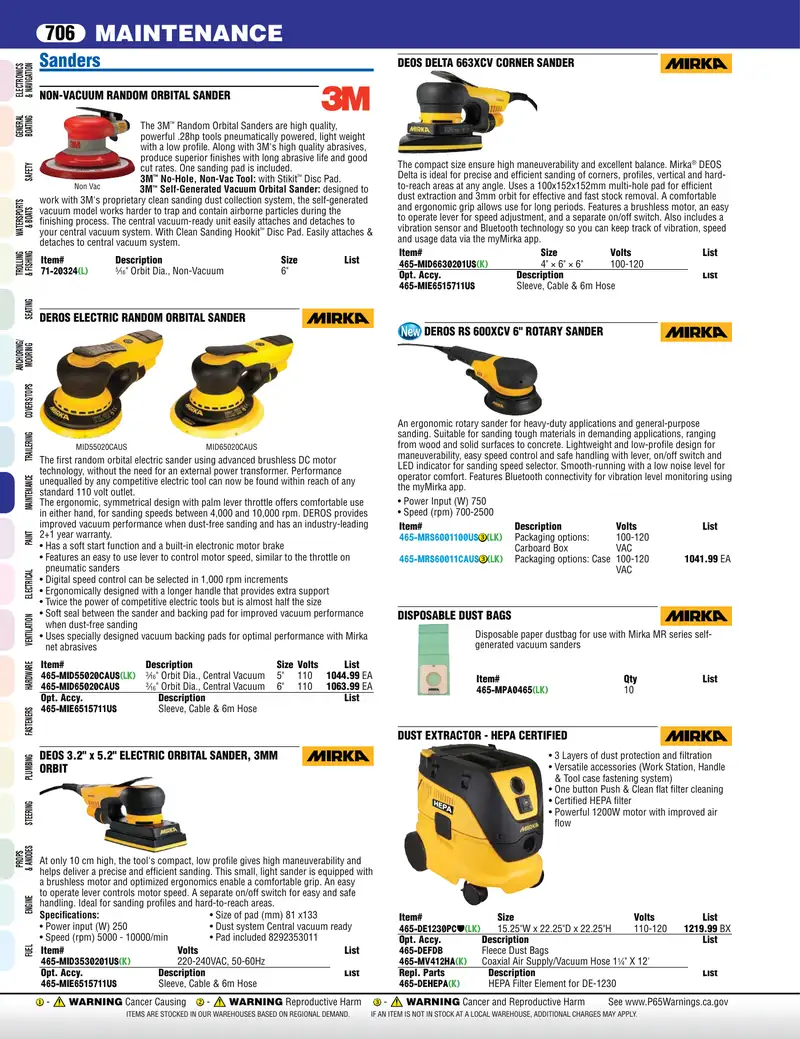 706 MAINTENANCE
ELECTRONICS & NAVIGATION
GENERAL BOATING
SAFETY
WATERSPORTS & BOATS
TROLLING & FISHING
SEATING
ANCHORING/ MOORING
COVERS/TOPS
TRAILERING
MAINTENANCE
PAINT
ELECTRICAL
VENTILATION
HARDWARE
FASTENERS
PLUMBING
STEERING
PROPS & ANODES
ENGINE
FUEL
Sanders
NON-VACUUM RANDOM ORBITAL SANDER
3M
Non Vac
The 3M™ Random Orbital Sanders are high quality,
powerful .28hp tools pneumatically powered, light weight
with a low profile. Along with 3M's high quality abrasives,
produce superior finishes with long abrasive life and good
cut rates. One sanding pad is included.
3M™ No-Hole, Non-Vac Tool: with Stikit™ Disc Pad.
3M™ Self-Generated Vacuum Orbital Sander: designed to
work with 3M's proprietary clean sanding dust collection system, the self-generated
vacuum model works harder to trap and contain airborne particles during the
finishing process. The central vacuum-ready unit easily attaches and detaches to
your central vacuum system. With Clean Sanding Hookit™ Disc Pad. Easily attaches &
detaches to central vacuum system.
Item# Description Size List
71-20324(L) 5⁄16" Orbit Dia., Non-Vacuum 6"
DEROS ELECTRIC RANDOM ORBITAL SANDER
MIRKA
MID55020CAUS MID65020CAUS
The first random orbital electric sander using advanced brushless DC motor
technology, without the need for an external power transformer. Performance
unequalled by any competitive electric tool can now be found within reach of any
standard 110 volt outlet.
The ergonomic, symmetrical design with palm lever throttle offers comfortable use
in either hand, for sanding speeds between 4,000 and 10,000 rpm. DEROS provides
improved vacuum performance when dust-free sanding and has an industry-leading
2+1 year warranty.
• Has a soft start function and a built-in electronic motor brake
• Features an easy to use lever to control motor speed, similar to the throttle on
pneumatic sanders
• Digital speed control can be selected in 1,000 rpm increments
• Ergonomically designed with a longer handle that provides extra support
• Twice the power of competitive electric tools but is almost half the size
• Soft seal between the sander and backing pad for improved vacuum performance
when dust-free sanding
• Uses specially designed vacuum backing pads for optimal performance with Mirka
net abrasives
Item# Description Size Volts List
465-MID55020CAUS(LK) 3⁄16" Orbit Dia., Central Vacuum 5" 110 1044.99 EA
465-MID65020CAUS 3⁄16" Orbit Dia., Central Vacuum 6" 110 1063.99 EA
Opt. Accy. Description List
465-MIE6515711US Sleeve, Cable & 6m Hose
DEOS 3.2" x 5.2" ELECTRIC ORBITAL SANDER, 3MM
ORBIT
MIRKA
At only 10 cm high, the tool's compact, low profile gives high maneuverability and
helps deliver a precise and efficient sanding. This small, light sander is equipped with
a brushless motor and optimized ergonomics enable a comfortable grip. An easy
to operate lever controls motor speed. A separate on/off switch for easy and safe
handling. Ideal for sanding profiles and hard-to-reach areas.
Specifications:
• Power input (W) 250
• Speed (rpm) 5000 - 10000/min
• Size of pad (mm) 81 x133
• Dust system Central vacuum ready
• Pad included 8292353011
Item# Volts List
465-MID3530201US(K) 220-240VAC, 50-60Hz
Opt. Accy. Description List
465-MIE6515711US Sleeve, Cable & 6m Hose
DEOS DELTA 663XCV CORNER SANDER
MIRKA
The compact size ensure high maneuverability and excellent balance. Mirka® DEOS
Delta is ideal for precise and efficient sanding of corners, profiles, vertical and hard-
to-reach areas at any angle. Uses a 100x152x152mm multi-hole pad for efficient
dust extraction and 3mm orbit for effective and fast stock removal. A comfortable
and ergonomic grip allows use for long periods. Features a brushless motor, an easy
to operate lever for speed adjustment, and a separate on/off switch. Also includes a
vibration sensor and Bluetooth technology so you can keep track of vibration, speed
and usage data via the myMirka app.
Item# Size Volts List
465-MID6630201US(K) 4" × 6" × 6" 100-120
Opt. Accy. Description List
465-MIE6515711US Sleeve, Cable & 6m Hose
New DEROS RS 600XCV 6" ROTARY SANDER
MIRKA
An ergonomic rotary sander for heavy-duty applications and general-purpose
sanding. Suitable for sanding tough materials in demanding applications, ranging
from wood and solid surfaces to concrete. Lightweight and low-profile design for
maneuverability, easy speed control and safe handling with lever, on/off switch and
LED indicator for sanding speed selector. Smooth-running with a low noise level for
operator comfort. Features Bluetooth connectivity for vibration level monitoring using
the myMirka app.
• Power Input (W) 750
• Speed (rpm) 700-2500
Item# Description Volts List
465-MRS6001100US③(LK) Packaging options: 100-120
Carboard Box VAC
465-MRS60011CAUS③(LK) Packaging options: Case 100-120 1041.99 EA
VAC
DISPOSABLE DUST BAGS
MIRKA
Disposable paper dustbag for use with Mirka MR series self-
generated vacuum sanders
Item# Qty List
465-MPA0465(LK) 10
DUST EXTRACTOR - HEPA CERTIFIED
MIRKA
HEPA
MIRKA
• 3 Layers of dust protection and filtration
• Versatile accessories (Work Station, Handle
& Tool case fastening system)
• One button Push & Clean flat filter cleaning
• Certified HEPA filter
• Powerful 1200W motor with improved air
flow
Item# Size Volts List
465-DE1230PC(LK) 15.25"W x 22.25"D x 22.25"H 110-120 1219.99 BX
Opt. Accy. Description List
465-DEFDB Fleece Dust Bags
465-MV412HA(K) Coaxial Air Supply/Vacuum Hose 1¼" X 12'
Repl. Parts Description List
465-DEHEPA(K) HEPA Filter Element for DE-1230
① - WARNING Cancer Causing ② - WARNING Reproductive Harm ③ - WARNING Cancer and Reproductive Harm See www.P65Warnings.ca.gov
ITEMS ARE STOCKED IN OUR WAREHOUSES BASED ON REGIONAL DEMAND. IF AN ITEM IS NOT IN STOCK AT A LOCAL WAREHOUSE, ADDITIONAL CHARGES MAY APPLY.